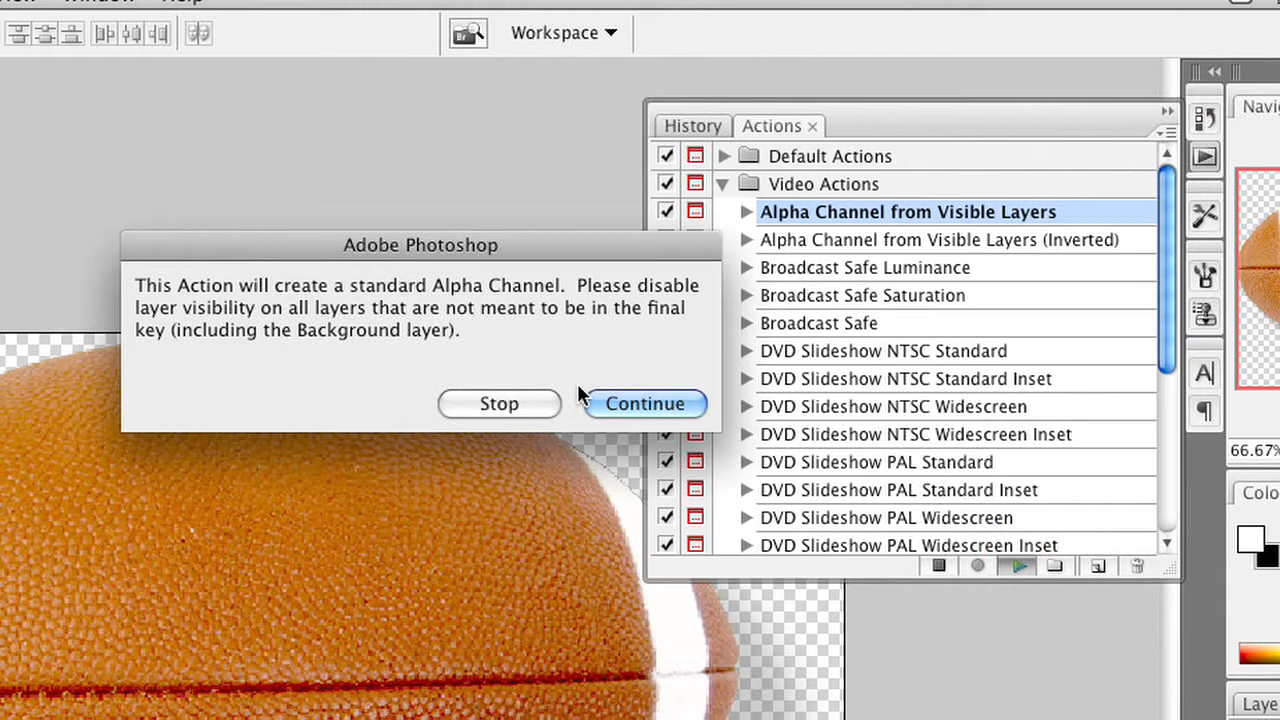 Window Help
Br
Workspace
History
Actions ×
Navi
Default Actions
Video Actions
Alpha Channel from Visible Layers
Alpha Channel from Visible Layers (Inverted)
Broadcast Safe Luminance
Broadcast Safe Saturation
Broadcast Safe
DVD Slideshow NTSC Standard
DVD Slideshow NTSC Standard Inset
DVD Slideshow NTSC Widescreen
DVD Slideshow NTSC Widescreen Inset
DVD Slideshow PAL Standard
DVD Slideshow PAL Standard Inset
DVD Slideshow PAL Widescreen
DVD Slideshow PAL Widescreen Inset
Adobe Photoshop
This Action will create a standard Alpha Channel. Please disable
layer visibility on all layers that are not meant to be in the final
key (including the Background layer).
Stop
Continue
A
66.67%
Colo
Laye